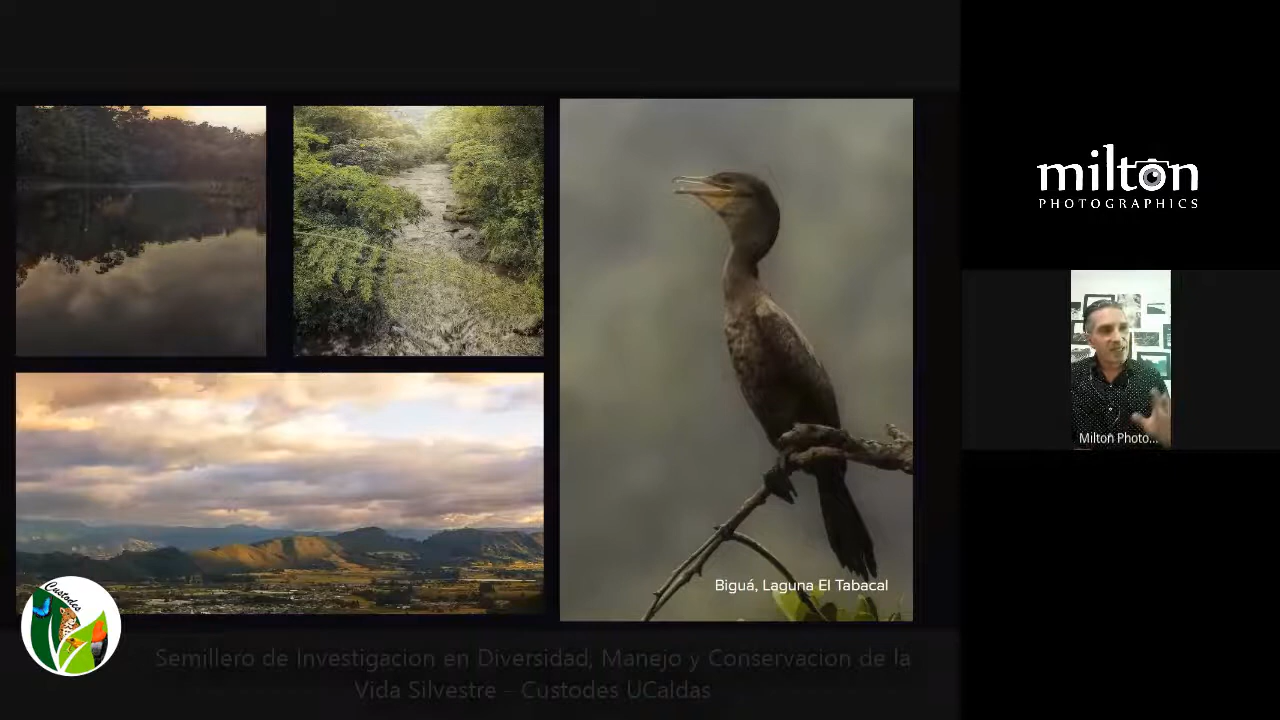 milton
PHOTOGRAPHICS
Milton Photo...
Biguá, Laguna El Tabacal
Custodes
Semillero de Investigacion en Diversidad, Manejo y Conservacion de la
Vida Silvestre - Custodes UCaldas